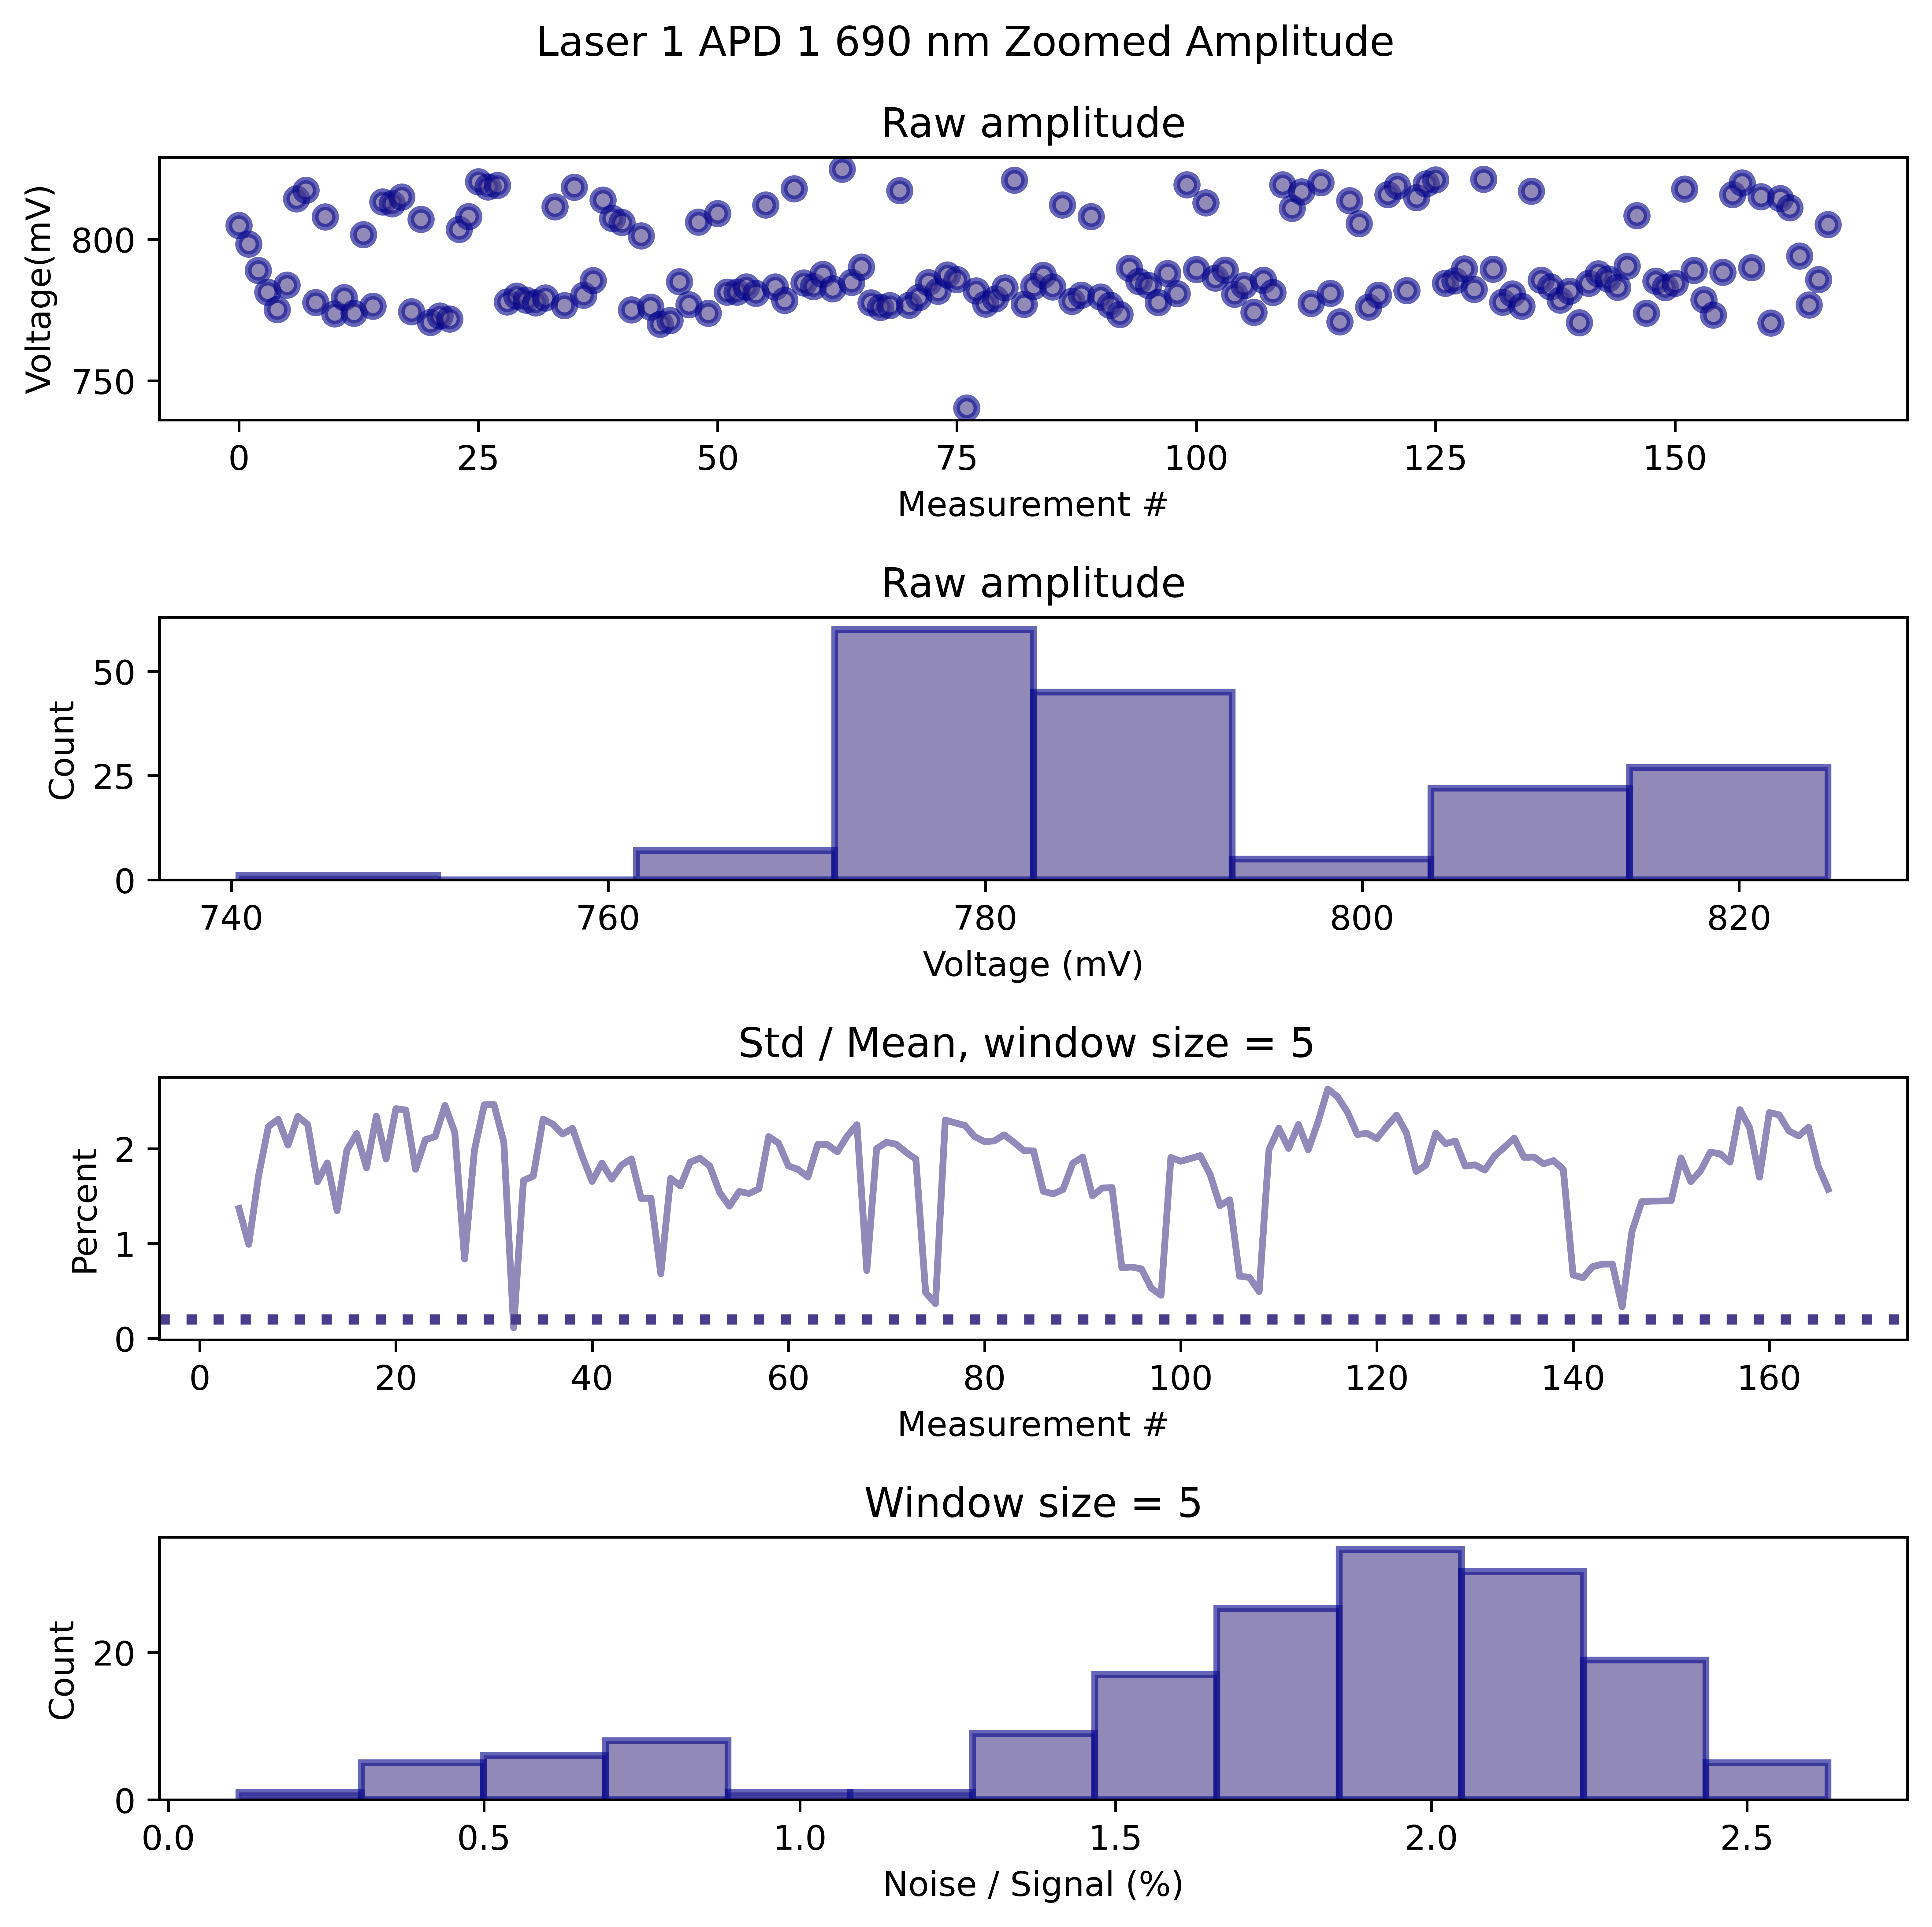 Laser 1 APD 1 690 nm Zoomed Amplitude
Raw amplitude
Voltage(mV)
800
750
0 25 50 75 100 125 150
Measurement #
Raw amplitude
Count
50
25
0
740 760 780 800 820
Voltage (mV)
Std / Mean, window size = 5
Percent
2
1
0
0 20 40 60 80 100 120 140 160
Measurement #
Window size = 5
Count
20
0
0.0 0.5 1.0 1.5 2.0 2.5
Noise / Signal (%)